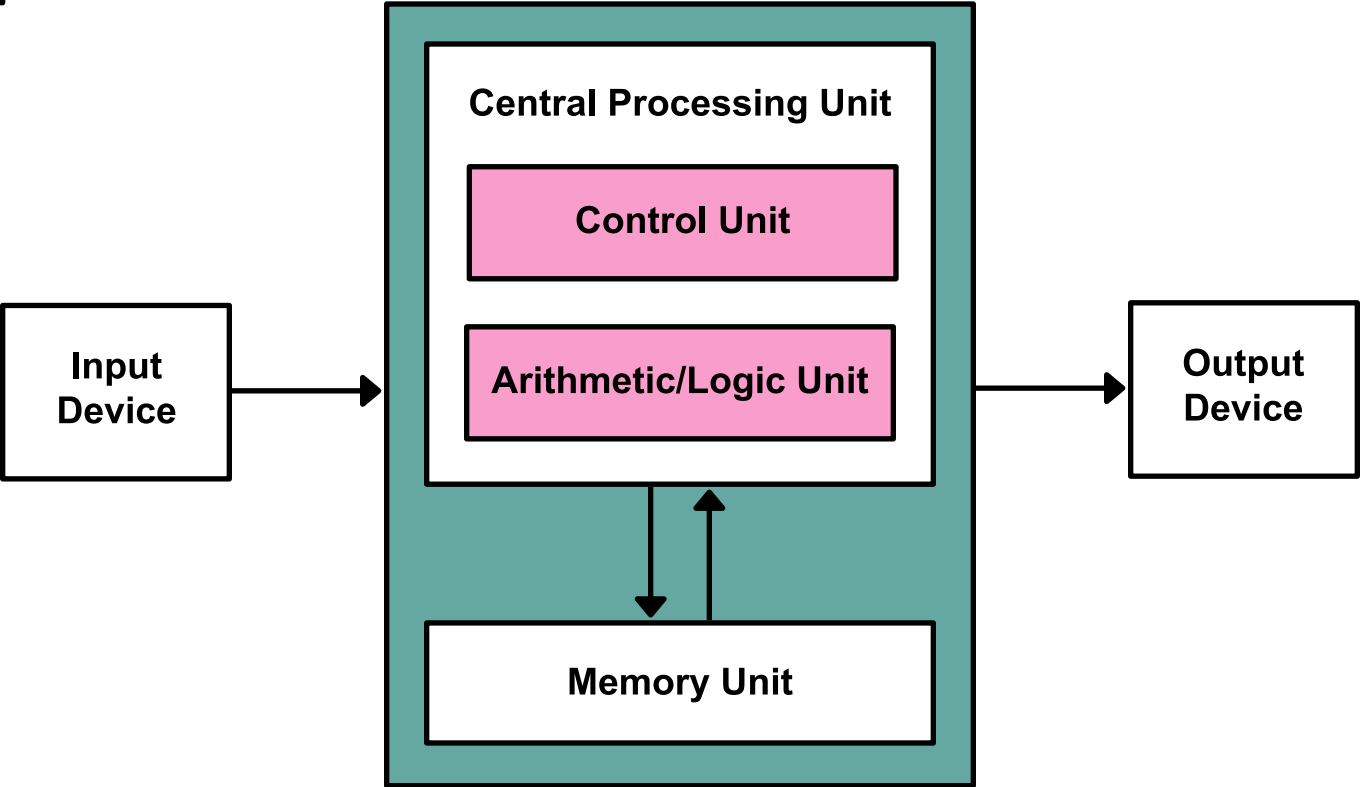 Central Processing Unit
Control Unit
Arithmetic/Logic Unit
Input
Device
Output
Device
Memory Unit